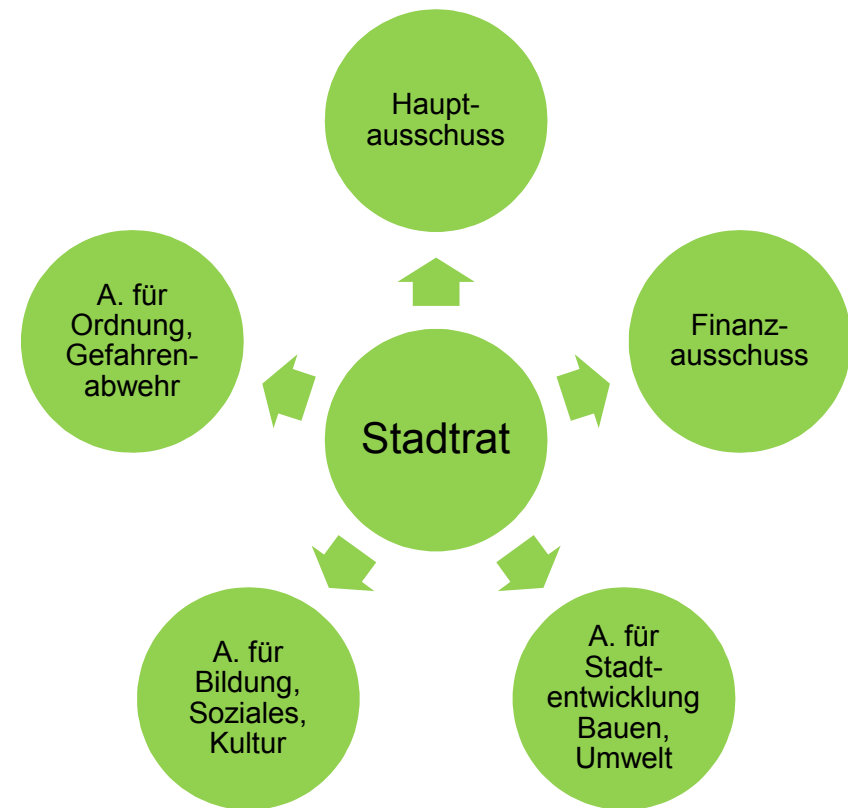 Haupt-
ausschuss
A. für
Ordnung,
Gefahren-
abwehr
Finanz-
ausschuss
Stadtrat
A. für
Bildung,
Soziales,
Kultur
A. für
Stadt-
entwicklung
Bauen,
Umwelt